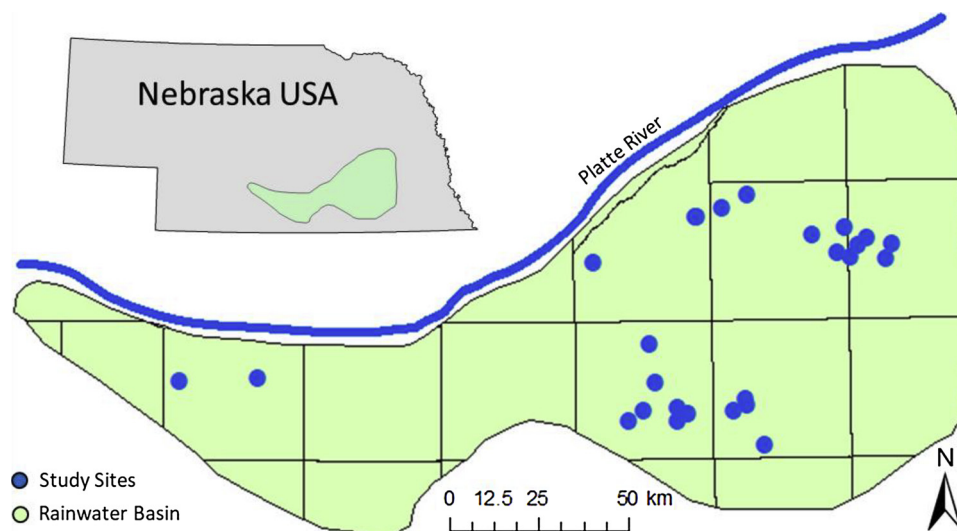 Nebraska USA
Platte River
Study Sites
Rainwater Basin
0 12.5 25 50 km
N